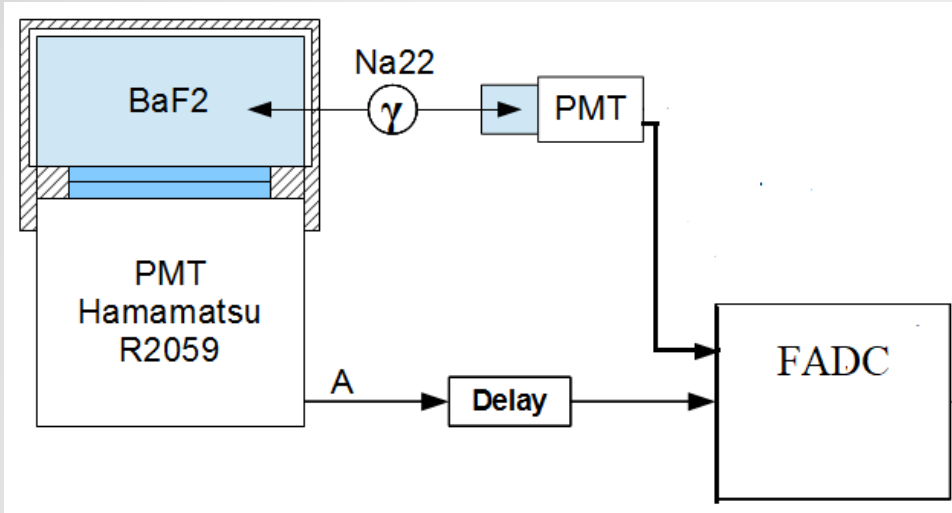 Na22
BaF2
γ
PMT
PMT
Hamamatsu
R2059
A
Delay
FADC